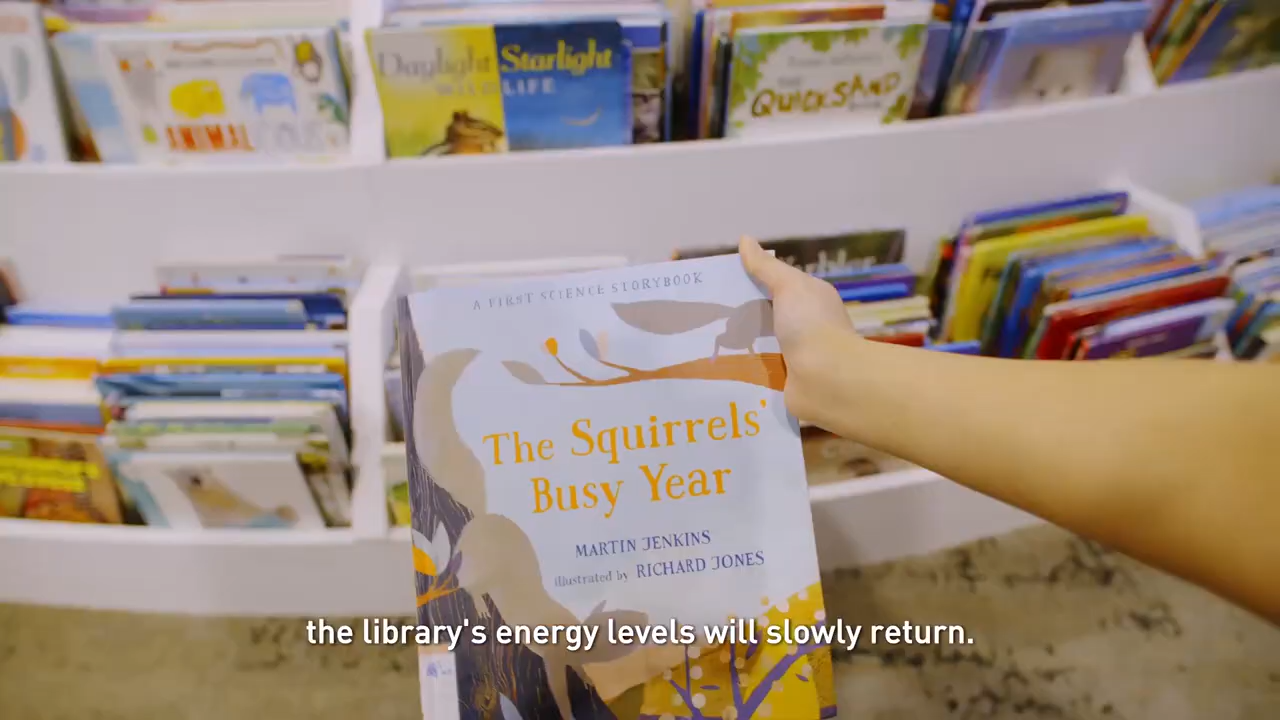 Daylight Starlight
WILDLIFE
QUICKSAND
ANIMAL
A FIRST SCIENCE STORYBOOK
The Squirrels'
Busy Year
MARTIN JENKINS
illustrated by RICHARD JONES
the library's energy levels will slowly return.